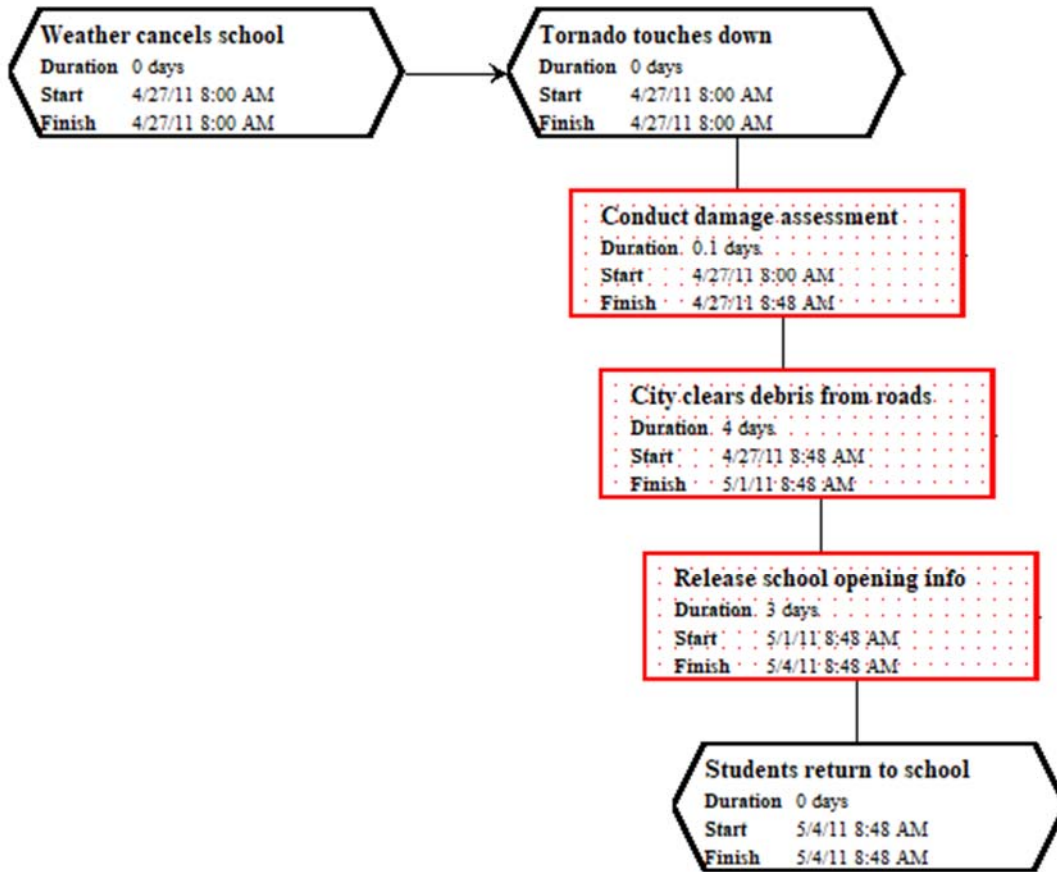 Weather cancels school
Duration 0 days
Start 4/27/11 8:00 AM
Finish 4/27/11 8:00 AM
Tornado touches down
Duration 0 days
Start 4/27/11 8:00 AM
Finish 4/27/11 8:00 AM
Conduct damage assessment
Duration 0.1 days
Start 4/27/11 8:00 AM
Finish 4/27/11 8:48 AM
City clears debris from roads
Duration 4 days
Start 4/27/11 8:48 AM
Finish 5/1/11 8:48 AM
Release school opening info
Duration 3 days
Start 5/1/11 8:48 AM
Finish 5/4/11 8:48 AM
Students return to school
Duration 0 days
Start 5/4/11 8:48 AM
Finish 5/4/11 8:48 AM